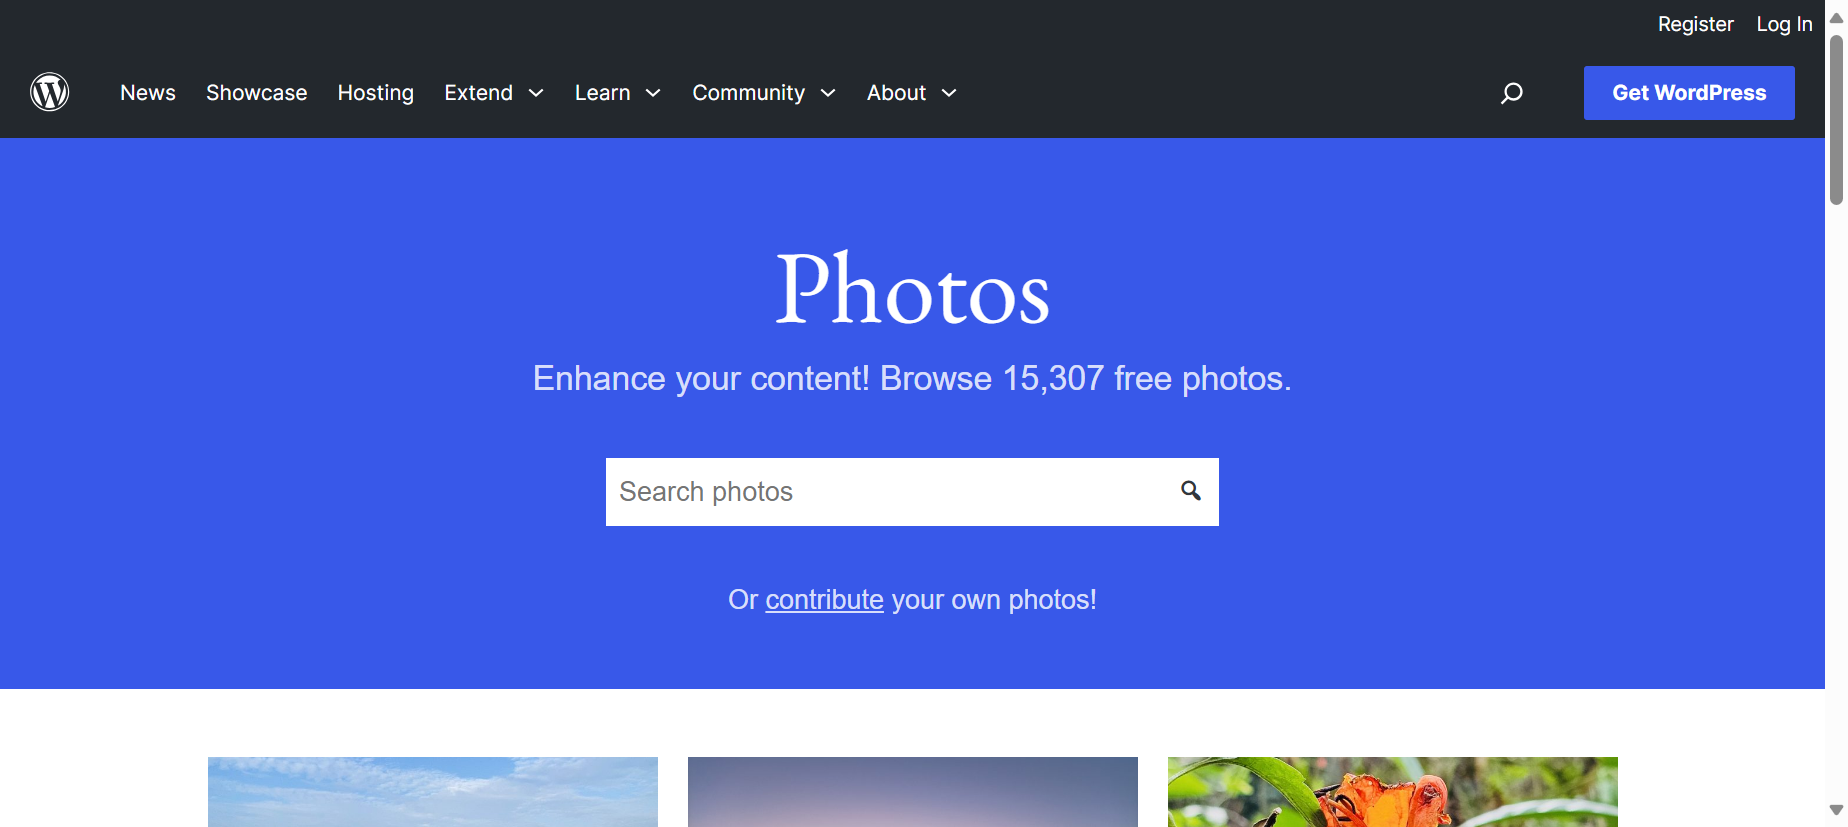 Register Log In
News Showcase Hosting Extend Learn Community About Get WordPress
Photos
Enhance your content! Browse 15,307 free photos.
Search photos
Or contribute your own photos!